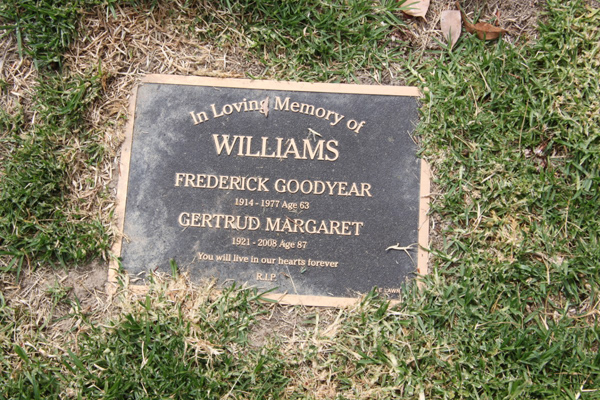 In Loving Memory of
WILLIAMS
FREDERICK GOODYEAR
1914 - 1977 Age 63
GERTRUD MARGARET
1921 - 2008 Age 87
You will live in our hearts forever
R.I.P.